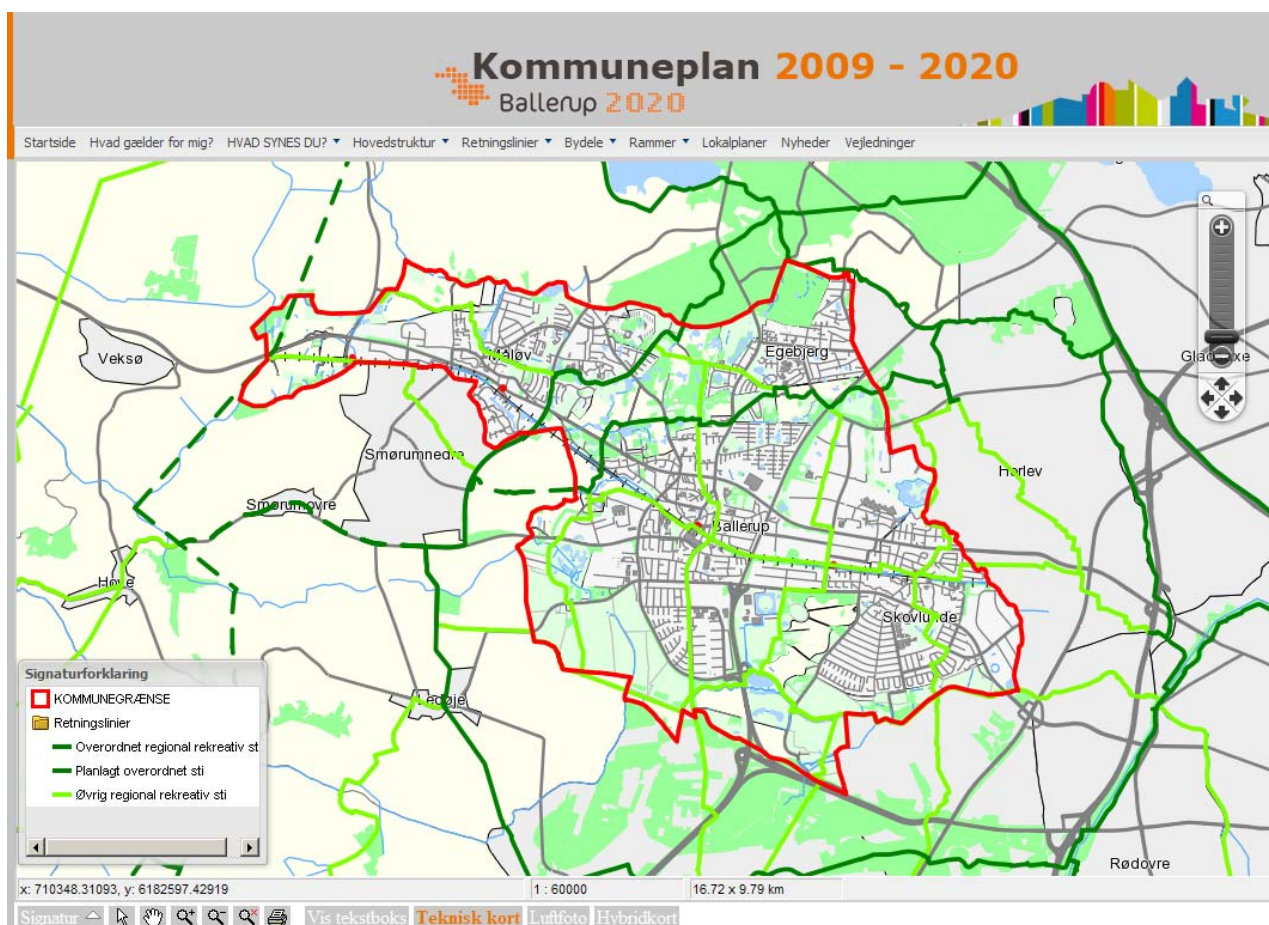 Kommuneplan 2009 - 2020
Ballerup 2020
Startside Hvad gælder for mig? HVAD SYNES DU? Hovedstruktur Retningslinier Bydele Rammer Lokalplaner Nyheder Vejledninger
Veksø
Måløv
Egebjerg
Smørumnedre
Herlev
Smørumovre
Ballerup
Høve
Skovlunde
Ledøje
Rødovre
Signaturforklaring
KOMMUNEGRÆNSE
Retningslinier
Overordnet regional rekreativ st
Planlagt overordnet sti
Øvrig regional rekreativ sti
x: 710348.31093, y: 6182597.42919
1 : 60000
16.72 x 9.79 km
Signatur Vis tekstboks Teknisk kort Luftfoto Hybridkort